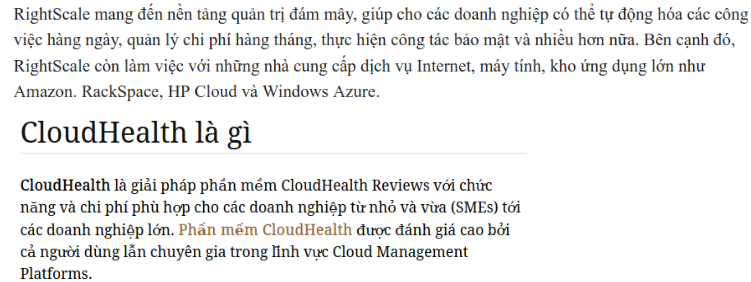 RightScale mang đến nền tảng quản trị đám mây, giúp cho các doanh nghiệp có thể tự động hóa các công
việc hàng ngày, quản lý chi phí hàng tháng, thực hiện công tác bảo mật và nhiều hơn nữa. Bên cạnh đó,
RightScale còn làm việc với những nhà cung cấp dịch vụ Internet, máy tính, kho ứng dụng lớn như
Amazon. RackSpace, HP Cloud và Windows Azure.
CloudHealth là gì
CloudHealth là giải pháp phần mềm CloudHealth Reviews với chức
năng và chi phí phù hợp cho các doanh nghiệp từ nhỏ và vừa (SMEs) tới
các doanh nghiệp lớn. Phần mềm CloudHealth được đánh giá cao bởi
cả người dùng lẫn chuyên gia trong lĩnh vực Cloud Management
Platforms.